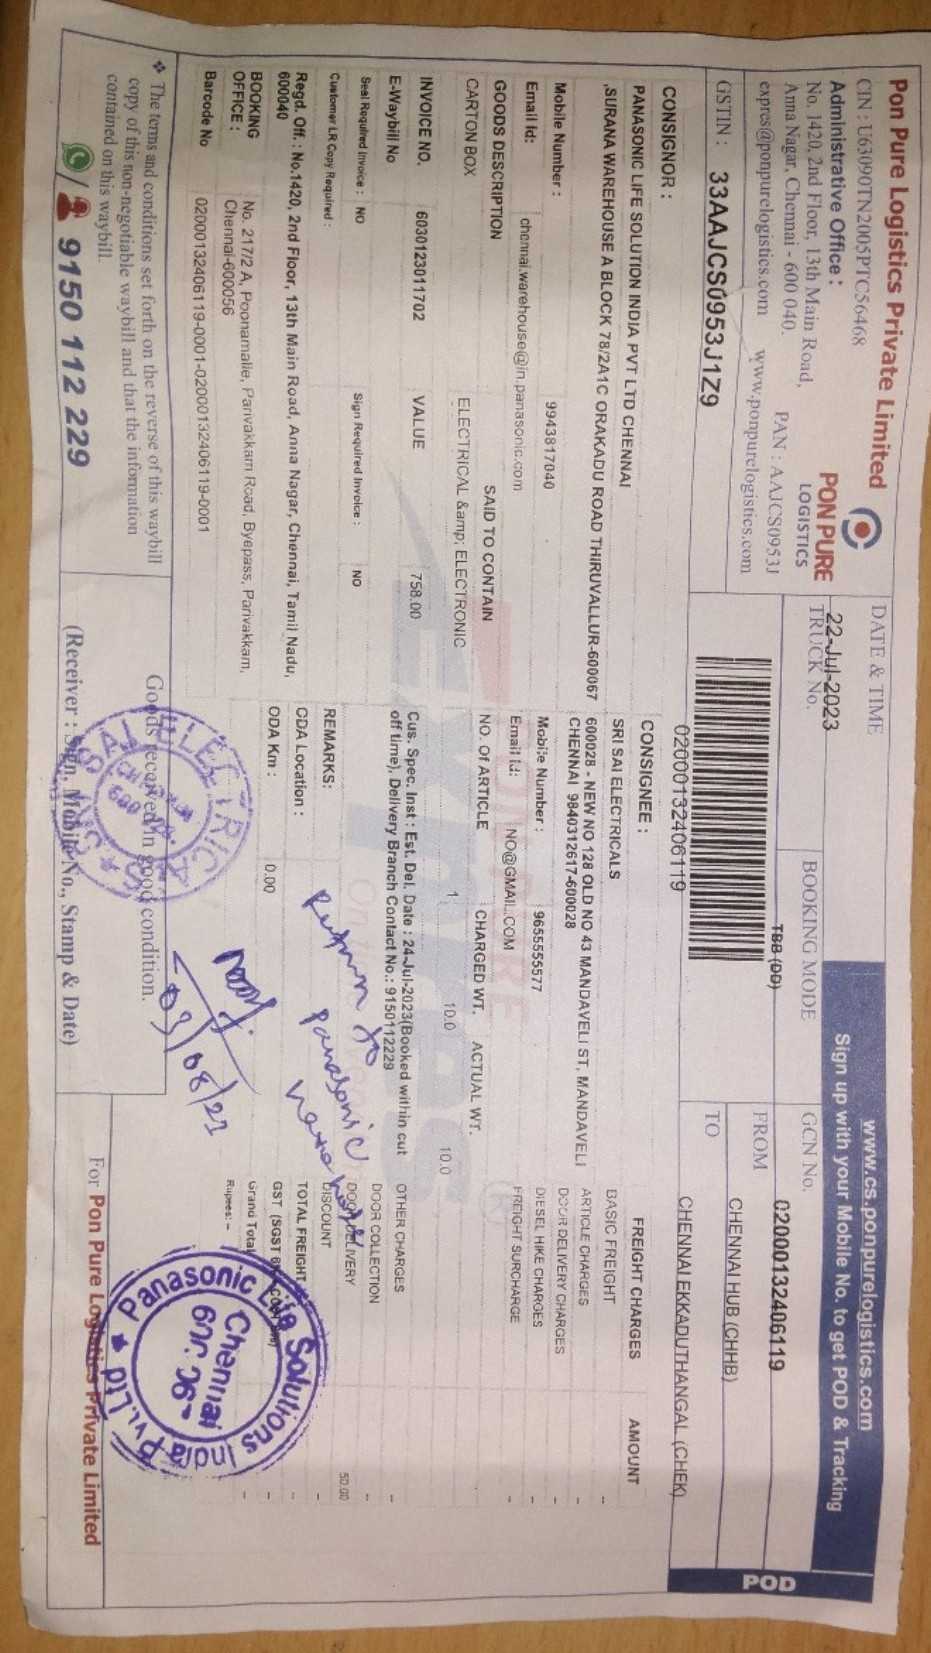 Pon Pure Logistics Private Limited
CIN : U63090TN2005PTC56468
Administrative Office :
No. 1420, 2nd Floor, 13th Main Road,
Anna Nagar, Chennai - 600 040.
PAN : AAJCS0953J
expres@ponpurelogistics.com www.ponpurelogistics.com
PON PURE
LOGISTICS
GSTIN : 33AAJCS0953J1Z9
DATE & TIME
22-Jul-2023
TRUCK No.
BOOKING MODE
TBB (DD)
02000132406119
www.cs.ponpurelogistics.com
Sign up with your Mobile No. to get POD & Tracking
GCN No. 02000132406119
FROM CHENNAI HUB (CHHB)
TO CHENNAI EKKADUTHANGAL (CHEK)
POD
CONSIGNOR :
PANASONIC LIFE SOLUTION INDIA PVT LTD CHENNAI
,SURANA WAREHOUSE A BLOCK 78/2A1C ORAKADU ROAD THIRUVALLUR-600067
Mobile Number : 9943817040
Email Id: chennai.warehouse@in.panasonic.com
GOODS DESCRIPTION SAID TO CONTAIN
CARTON BOX ELECTRICAL &amp; ELECTRONIC
INVOICE NO. 6030123011702 VALUE 758.00
E-Waybill No
Seal Required Invoice : NO Sign Required Invoice : NO
Customer LR Copy Required :
Regd. Off. : No.1420, 2nd Floor, 13th Main Road, Anna Nagar, Chennai, Tamil Nadu,
600040
BOOKING OFFICE : No. 217/2 A, Poonamalle, Parivakkam Road, Byepass, Parivakkam,
Chennai-600056
Barcode No 02000132406119-0001-02000132406119-0001
CONSIGNEE :
SRI SAI ELECTRICALS
600028 - NEW NO 128 OLD NO 43 MANDAVELI ST, MANDAVELI
CHENNAI 9840312617-600028
Mobile Number : 9655555577
Email Id: NO@GMAIL.COM
NO. Of ARTICLE CHARGED WT. ACTUAL WT.
1 10.0 10.0
Cus. Spec. Inst : Est. Del. Date : 24-Jul-2023(Booked within cut
off time), Delivery Branch Contact No.: 9150112229
REMARKS:
ODA Location :
ODA Km : 0.00
Return to
Panasonic
03/08/23
FREIGHT CHARGES AMOUNT
BASIC FREIGHT -
ARTICLE CHARGES -
DOOR DELIVERY CHARGES -
DIESEL HIKE CHARGES -
FREIGHT SURCHARGE -
OTHER CHARGES -
DOOR COLLECTION -
DOOR DELIVERY 50.00
DISCOUNT -
TOTAL FREIGHT -
GST (SGST -
Grand Total -
Rupees: -
❖ The terms and conditions set forth on the reverse of this waybill
copy of this non-negotiable waybill and that the information
contained on this waybill.
9150 112 229
Goods received in good condition.
(Receiver : Sign, Mobile No., Stamp & Date)
SRI SAI ELECTRICALS
CHENNAI
Panasonic Life Solutions India Pvt. Ltd
Chennai
For Pon Pure Logistics Private Limited